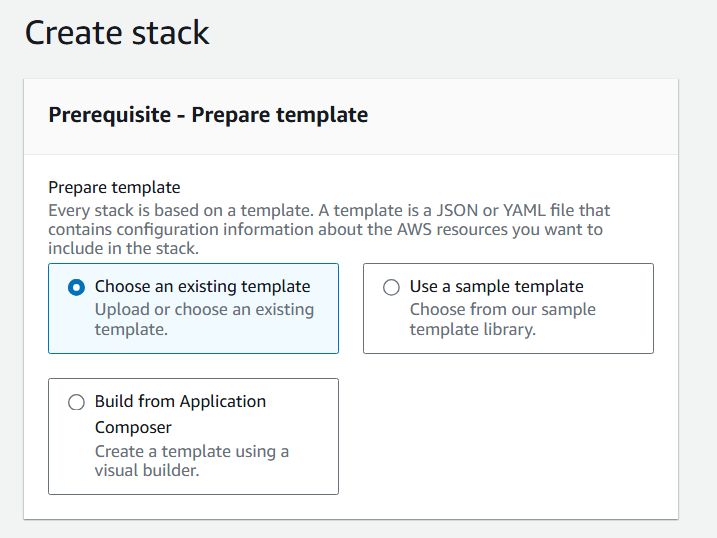 Create stack
Prerequisite - Prepare template
Prepare template
Every stack is based on a template. A template is a JSON or YAML file that
contains configuration information about the AWS resources you want to
include in the stack.
Choose an existing template
Upload or choose an existing
template.
Use a sample template
Choose from our sample
template library.
Build from Application
Composer
Create a template using a
visual builder.